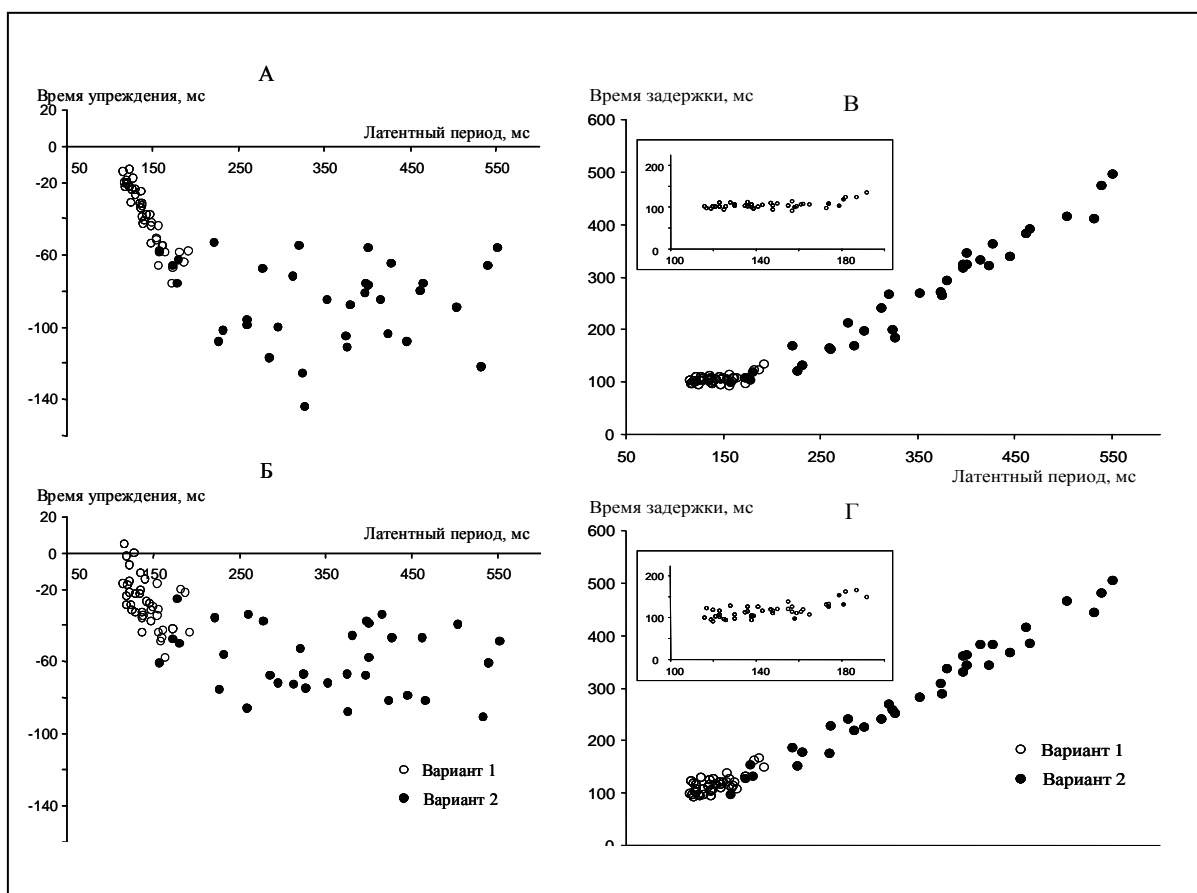 А
Время упреждения, мс
Латентный период, мс
20
0
-20
-60
-100
-140
50 150 250 350 450 550
В
Время задержки, мс
600
500
400
300
200
100
0
50 150 250 350 450 550
Латентный период, мс
200
100
0
100 140 180
Б
Время упреждения, мс
Латентный период, мс
20
0
-20
-60
-100
-140
50 150 250 350 450 550
Вариант 1
Вариант 2
Г
Время задержки, мс
600
500
400
300
200
100
0
200
100
0
100 140 180
Вариант 1
Вариант 2